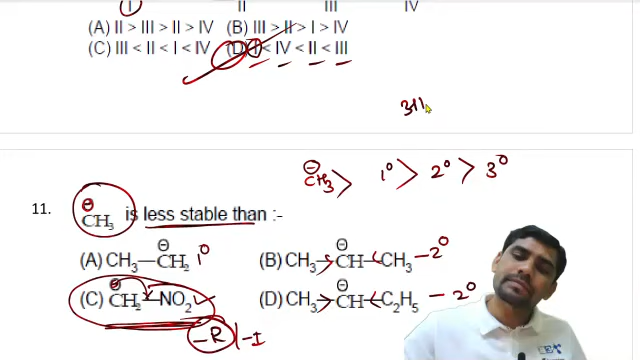 I II III IV
(A) II > III > II > IV (B) III > II > I > IV
(C) III < II < I < IV (D) I < IV < II < III
⊖CH3 > 1° > 2° > 3°
11. ⊖CH3 is less stable than :-
(A) CH3—⊖CH2 1° (B) CH3—⊖CH—CH3 – 2°
(C) ⊖CH2—NO2 (D) CH3—⊖CH—C2H5 – 2°
–R | –I